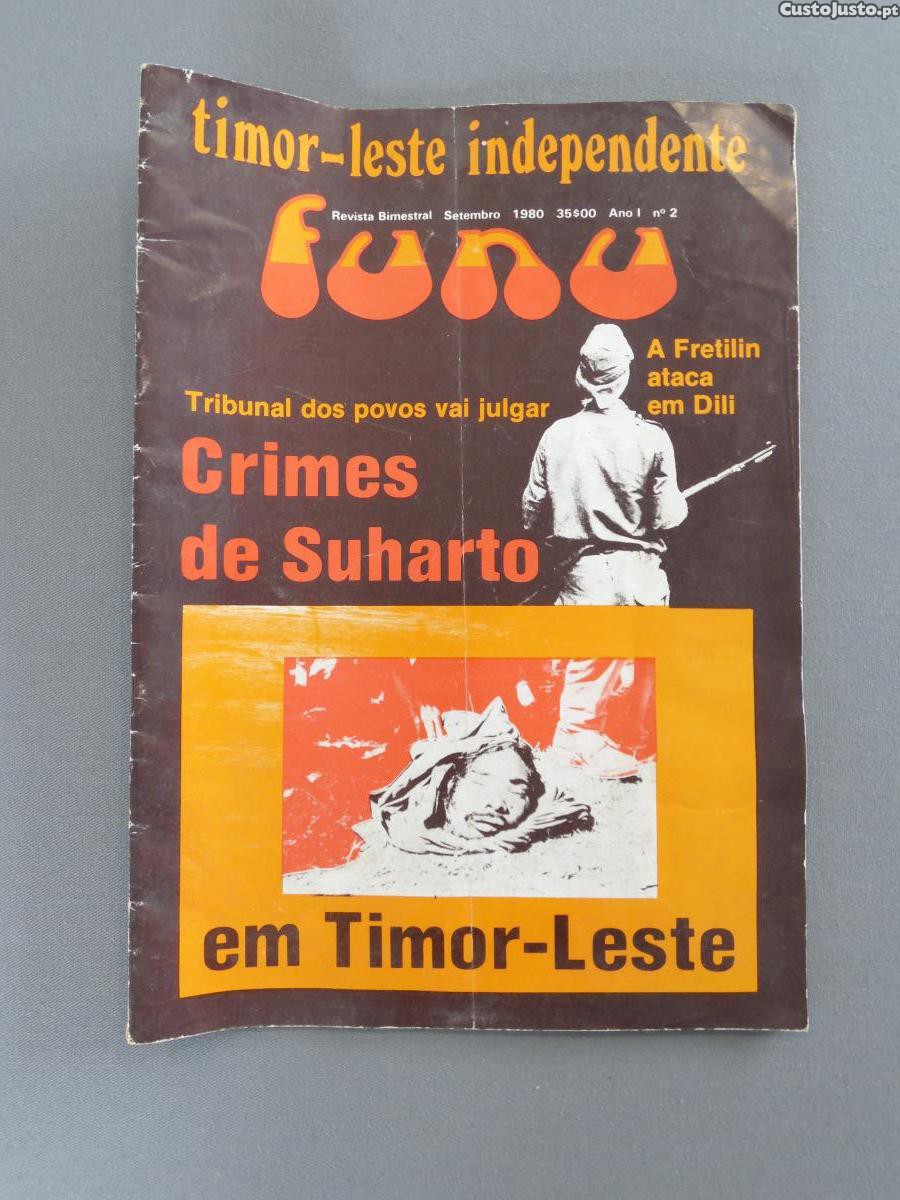 CustoJusto.pt
timor-leste independente
Revista Bimestral Setembro 1980 35$00 Ano I nº 2
funu
A Fretilin
ataca
em Dili
Tribunal dos povos vai julgar
Crimes
de Suharto
em Timor-Leste